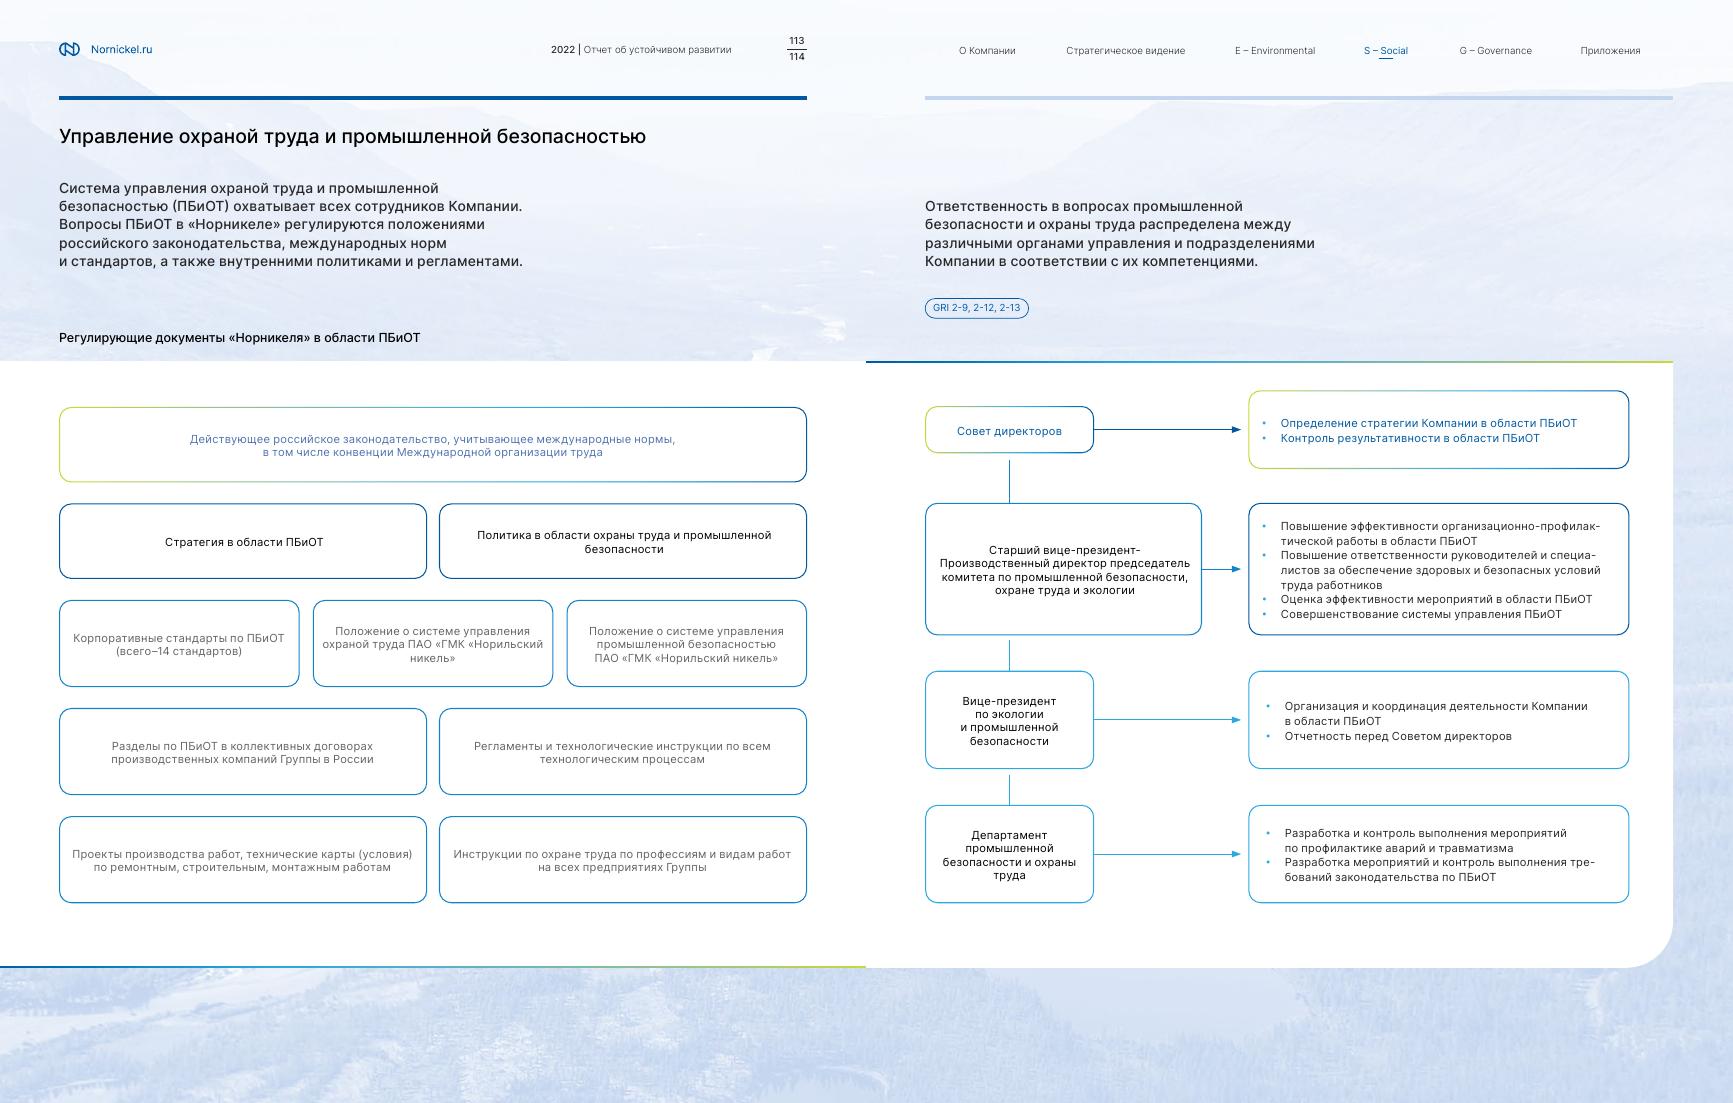 Nornickel.ru
2022 | Отчет об устойчивом развитии
113
114
О Компании
Стратегическое видение
E – Environmental
S – Social
G – Governance
Приложения
Управление охраной труда и промышленной безопасностью
Система управления охраной труда и промышленной
безопасностью (ПБиОТ) охватывает всех сотрудников Компании.
Вопросы ПБиОТ в «Норникеле» регулируются положениями
российского законодательства, международных норм
и стандартов, а также внутренними политиками и регламентами.
Регулирующие документы «Норникеля» в области ПБиОТ
Действующее российское законодательство, учитывающее международные нормы,
в том числе конвенции Международной организации труда
Стратегия в области ПБиОТ
Политика в области охраны труда и промышленной
безопасности
Корпоративные стандарты по ПБиОТ
(всего–14 стандартов)
Положение о системе управления
охраной труда ПАО «ГМК «Норильский
никель»
Положение о системе управления
промышленной безопасностью
ПАО «ГМК «Норильский никель»
Разделы по ПБиОТ в коллективных договорах
производственных компаний Группы в России
Регламенты и технологические инструкции по всем
технологическим процессам
Проекты производства работ, технические карты (условия)
по ремонтным, строительным, монтажным работам
Инструкции по охране труда по профессиям и видам работ
на всех предприятиях Группы
Ответственность в вопросах промышленной
безопасности и охраны труда распределена между
различными органами управления и подразделениями
Компании в соответствии с их компетенциями.
GRI 2-9, 2-12, 2-13
Совет директоров
• Определение стратегии Компании в области ПБиОТ
• Контроль результативности в области ПБиОТ
Старший вице-президент-
Производственный директор председатель
комитета по промышленной безопасности,
охране труда и экологии
• Повышение эффективности организационно-профилак-
тической работы в области ПБиОТ
• Повышение ответственности руководителей и специа-
листов за обеспечение здоровых и безопасных условий
труда работников
• Оценка эффективности мероприятий в области ПБиОТ
• Совершенствование системы управления ПБиОТ
Вице-президент
по экологии
и промышленной
безопасности
• Организация и координация деятельности Компании
в области ПБиОТ
• Отчетность перед Советом директоров
Департамент
промышленной
безопасности и охраны
труда
• Разработка и контроль выполнения мероприятий
по профилактике аварий и травматизма
• Разработка мероприятий и контроль выполнения тре-
бований законодательства по ПБиОТ